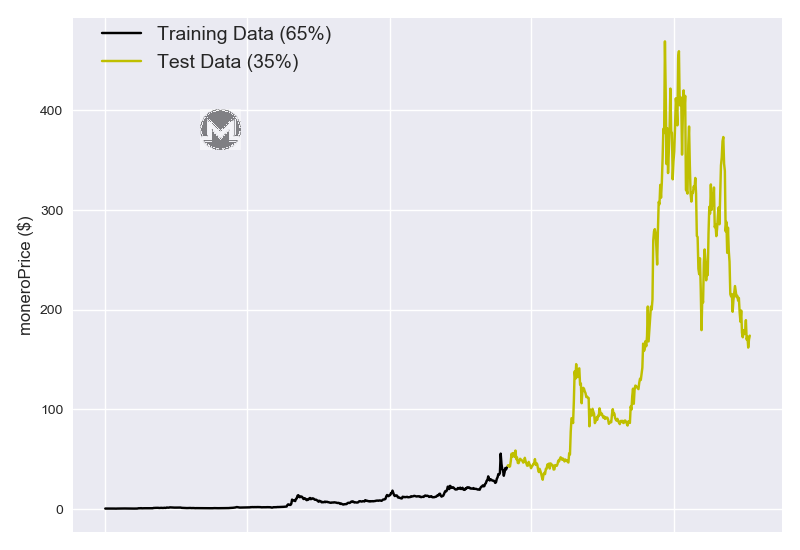 Training Data (65%)
Test Data (35%)
400
300
200
100
0
moneroPrice ($)